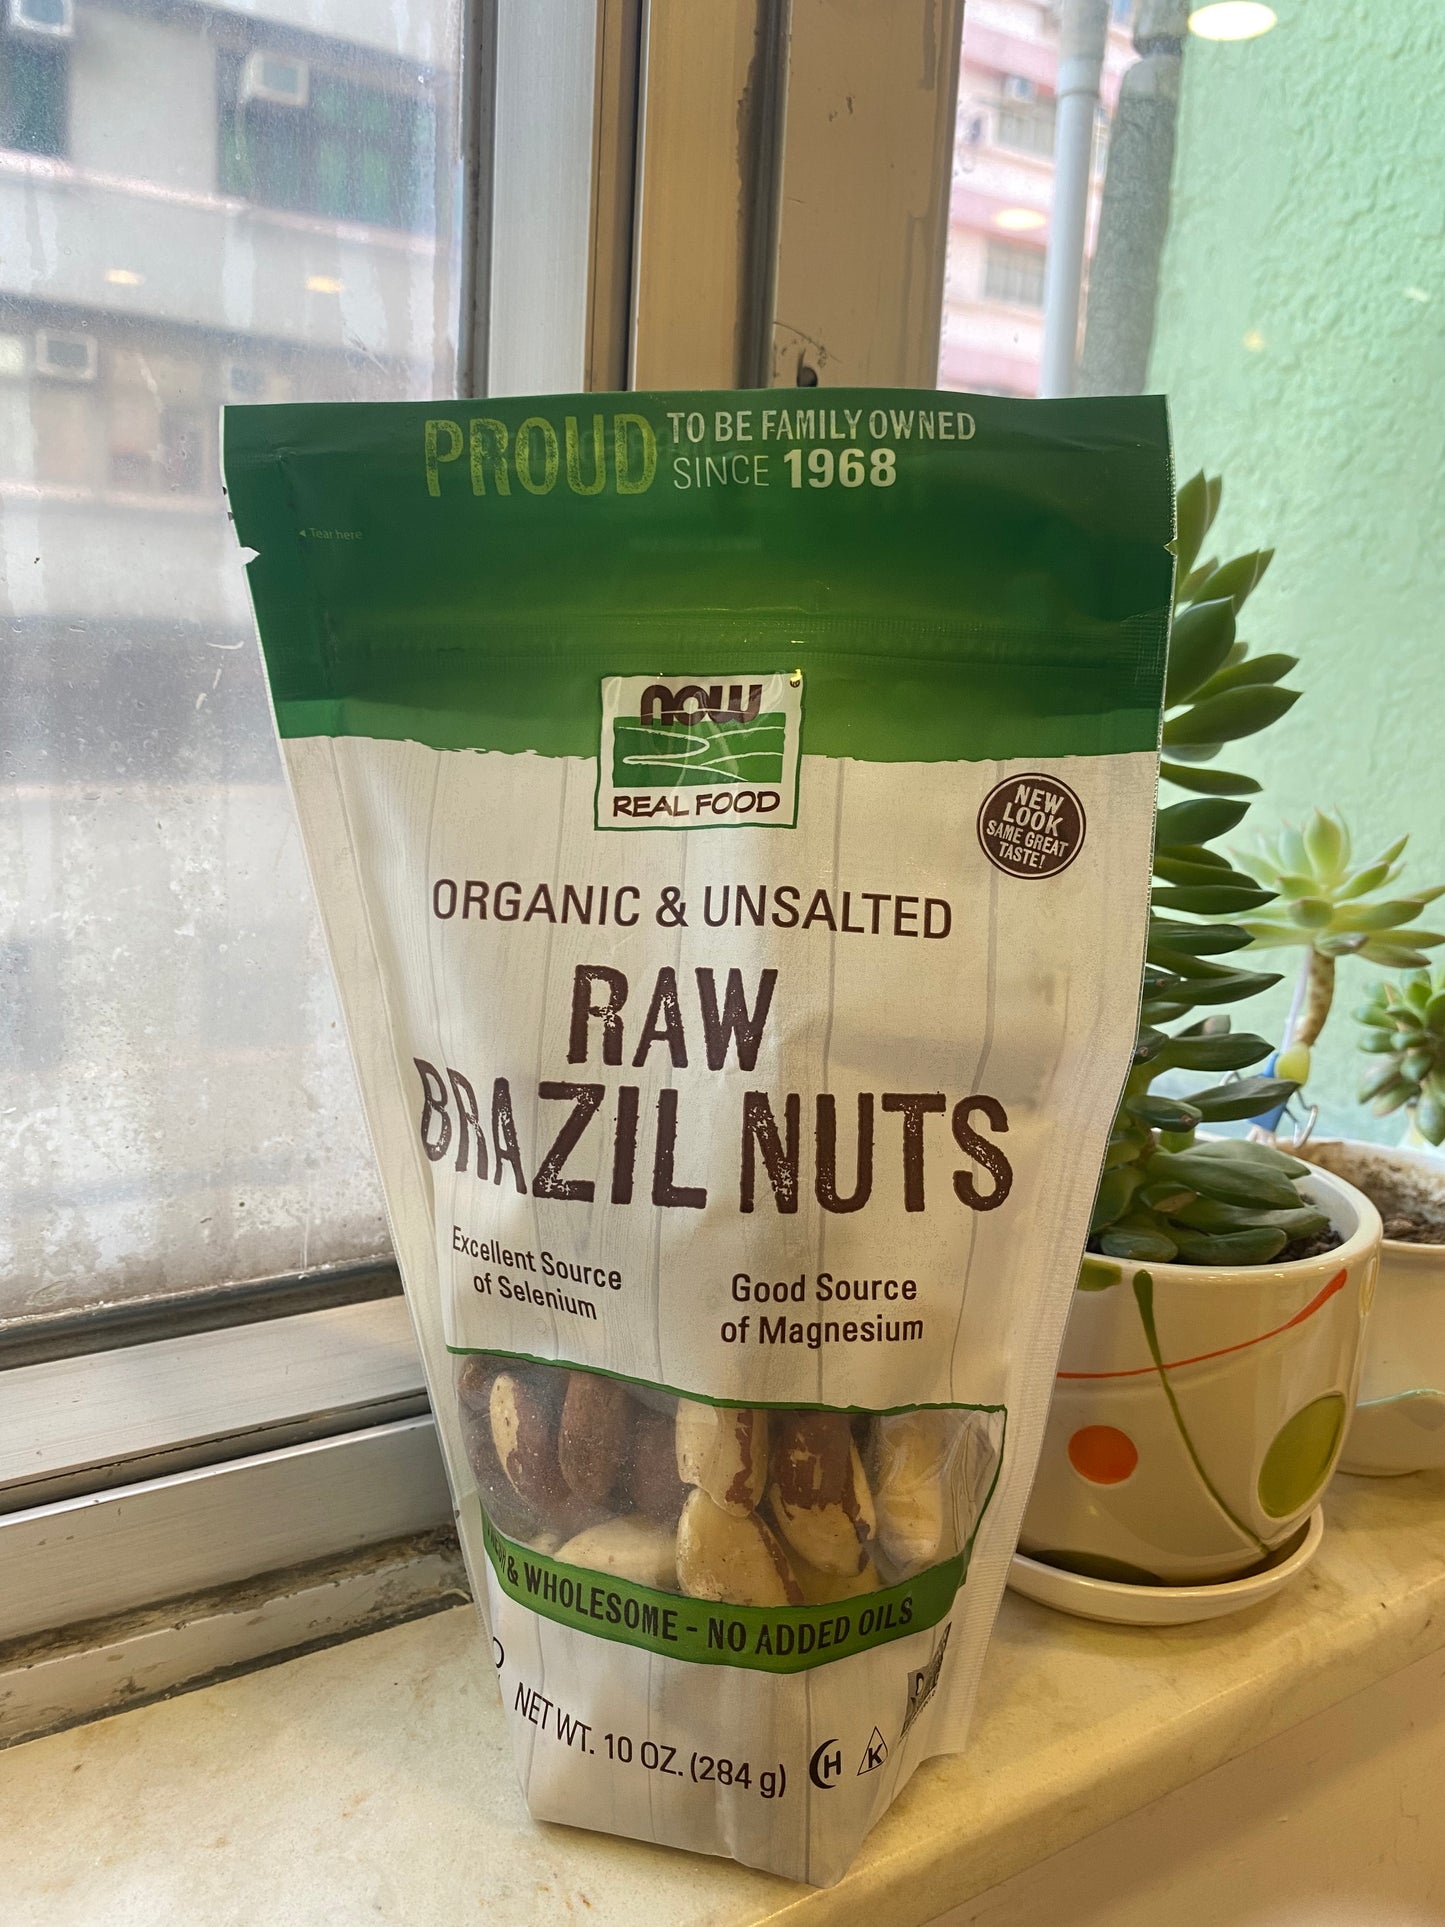 PROUD TO BE FAMILY OWNED
SINCE 1968
◄ Tear here
now®
REAL FOOD
NEW
LOOK
SAME GREAT
TASTE!
ORGANIC & UNSALTED
RAW
BRAZIL NUTS
Excellent Source
of Selenium
Good Source
of Magnesium
& WHOLESOME - NO ADDED OILS
NET WT. 10 OZ. (284 g)
H
K